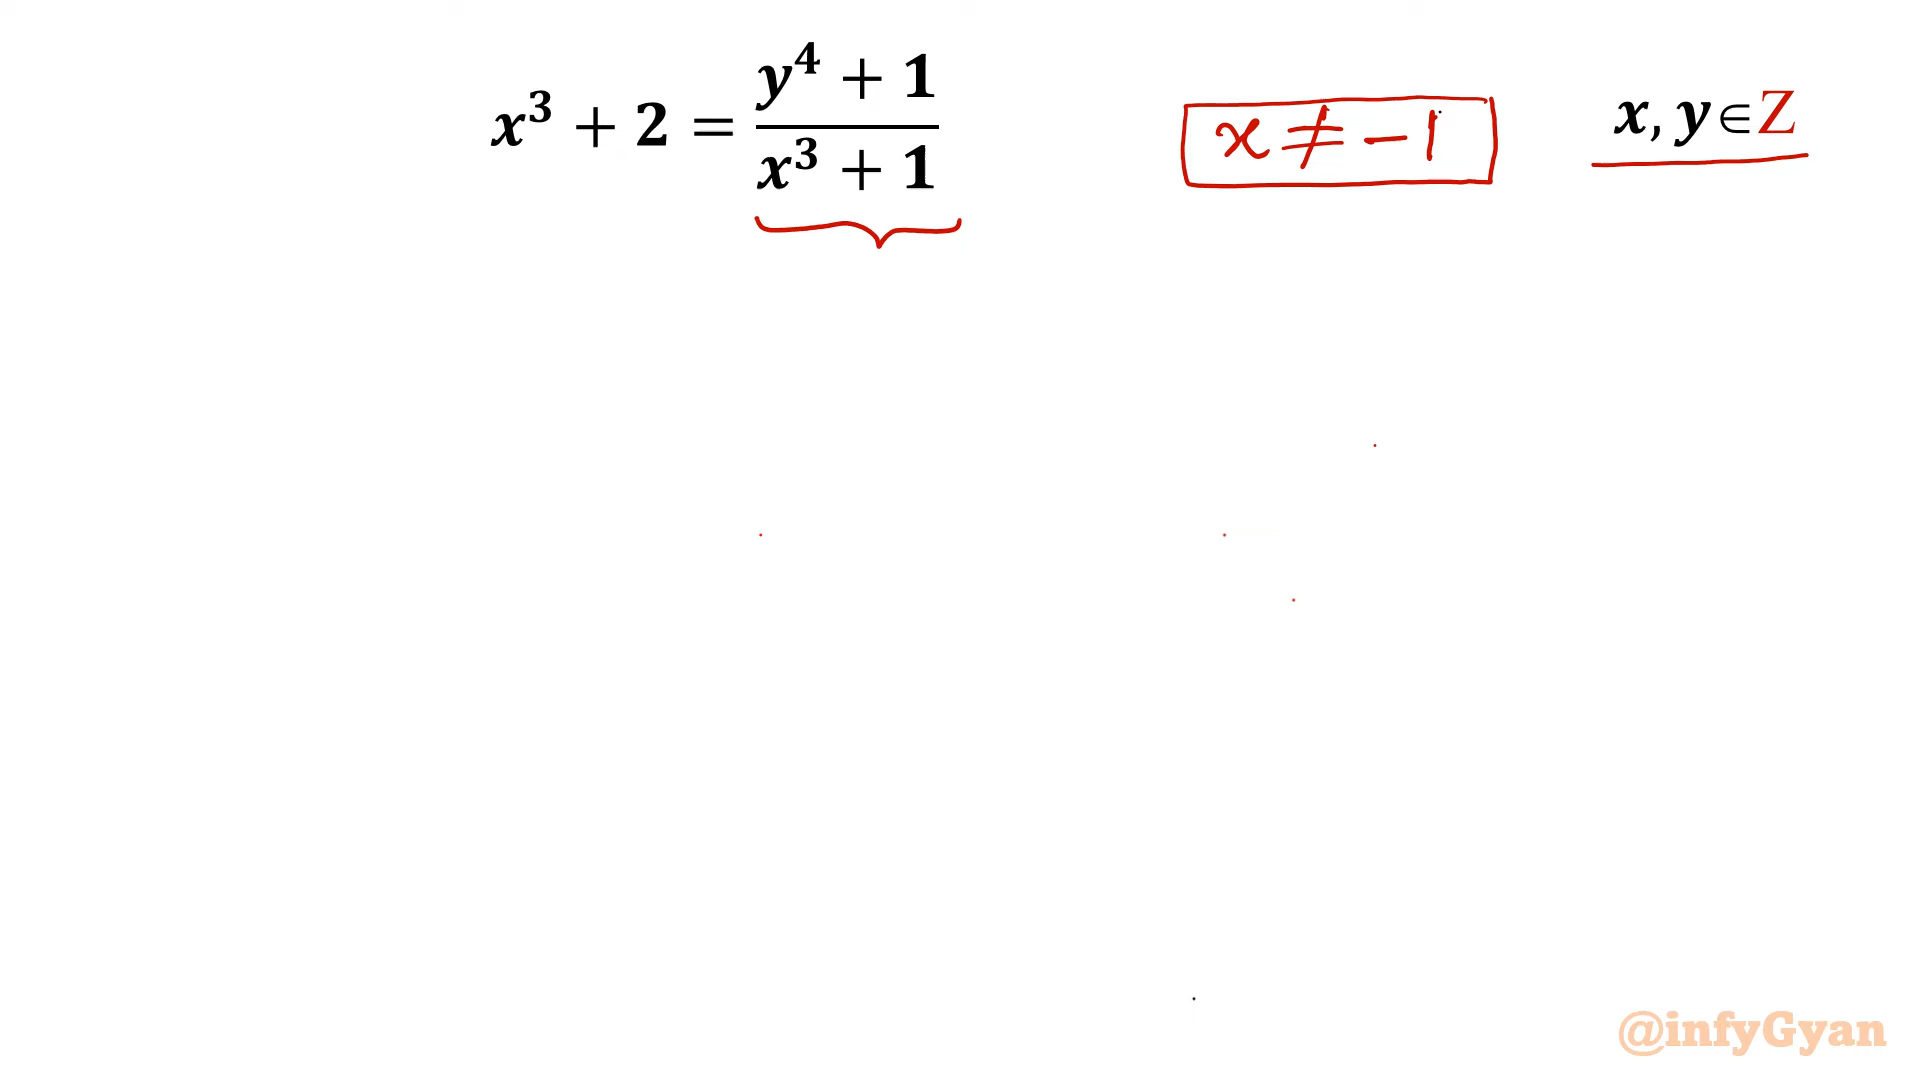 x³ + 2 = (y⁴ + 1)/(x³ + 1)
x ≠ -1
x, y ∈ Z
@infyGyan